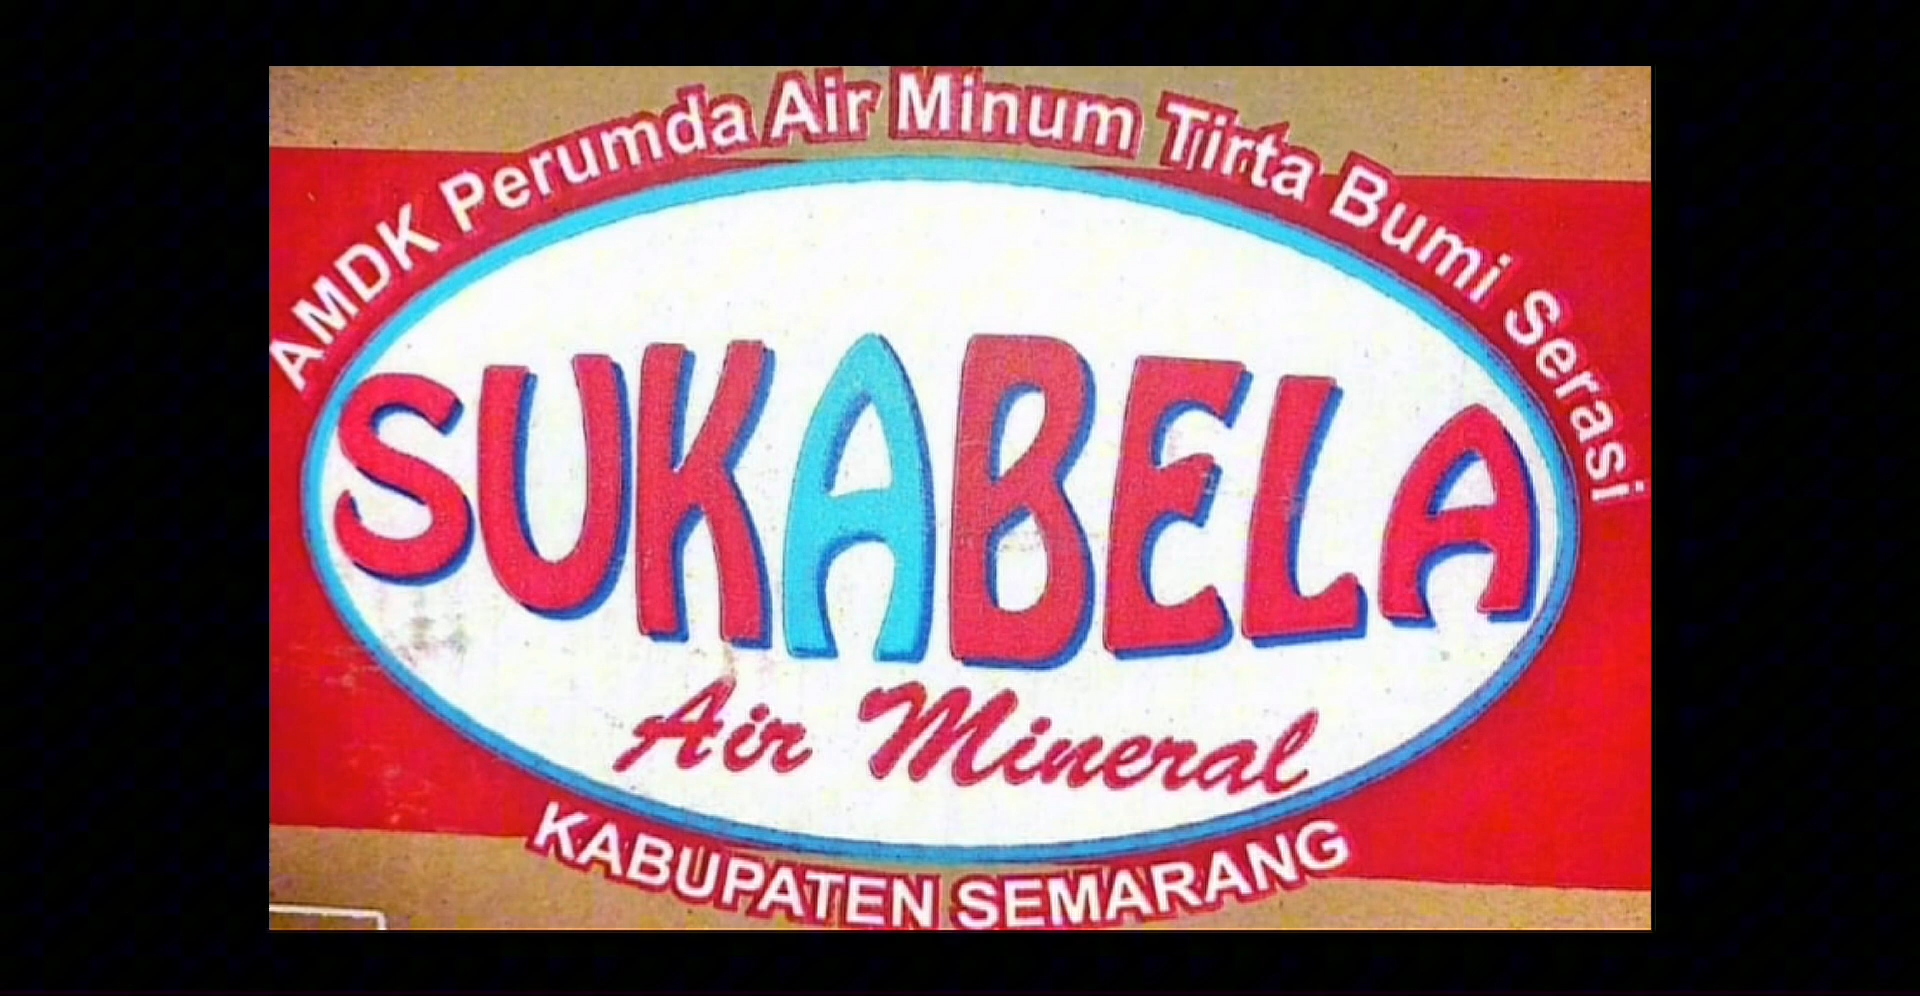 AMDK Perumda Air Minum Tirta Bumi Serasi
SUKABELA
Air Mineral
KABUPATEN SEMARANG